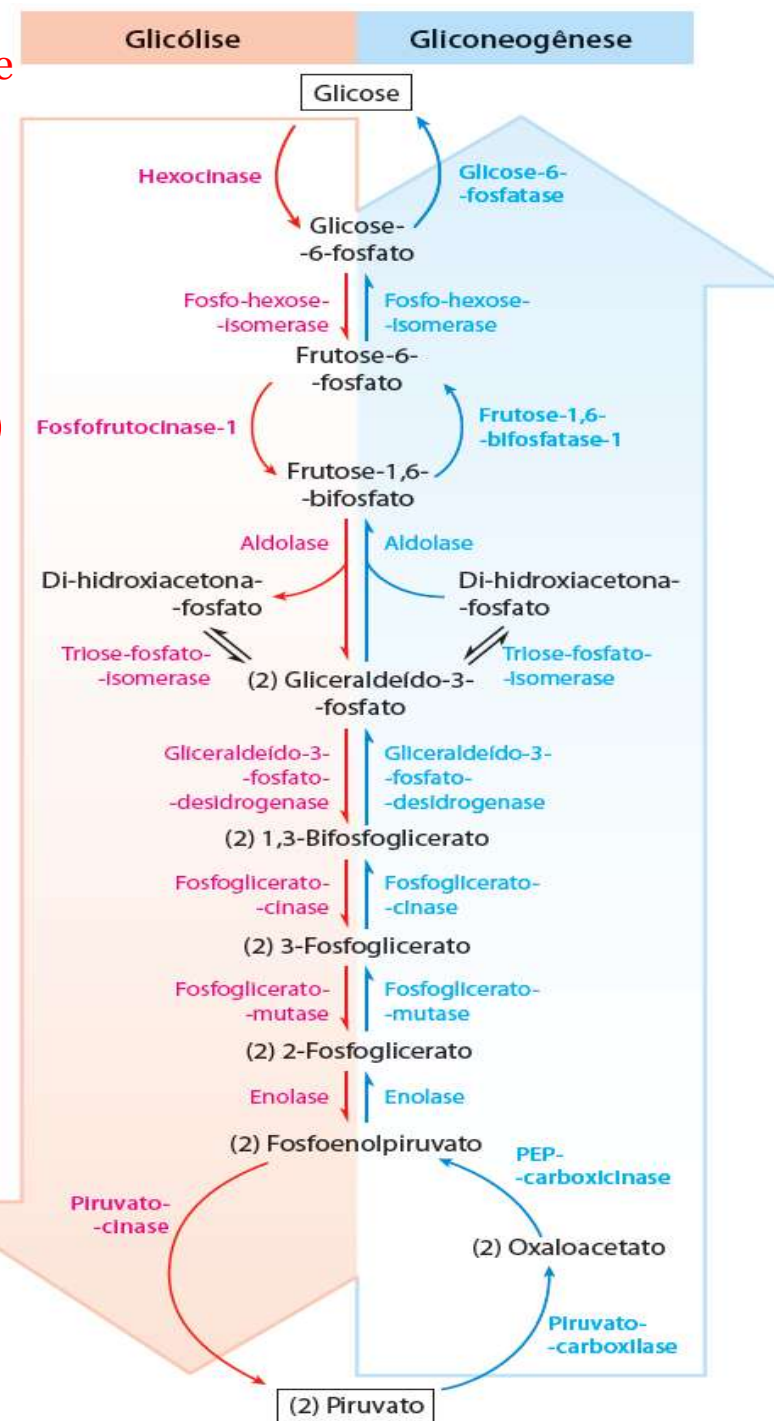 Glicólise
Gliconeogênese
e
Glicose
Hexocinase
Glicose-6-
-fosfatase
Glicose-
-6-fosfato
Fosfo-hexose-
-isomerase
Fosfo-hexose-
-isomerase
Frutose-6-
-fosfato
)
Fosfofrutocinase-1
Frutose-1,6-
-bifosfatase-1
Frutose-1,6-
-bifosfato
Aldolase
Aldolase
Di-hidroxiacetona-
-fosfato
Di-hidroxiacetona-
-fosfato
Triose-fosfato-
-isomerase
Triose-fosfato-
-isomerase
(2) Gliceraldeído-3-
-fosfato
Gliceraldeído-3-
-fosfato-
-desidrogenase
Gliceraldeído-3-
-fosfato-
-desidrogenase
(2) 1,3-Bifosfoglicerato
Fosfoglicerato-
-cinase
Fosfoglicerato-
-cinase
(2) 3-Fosfoglicerato
Fosfoglicerato-
-mutase
Fosfoglicerato-
-mutase
(2) 2-Fosfoglicerato
Enolase
Enolase
(2) Fosfoenolpiruvato
PEP-
-carboxicinase
Piruvato-
-cinase
(2) Oxaloacetato
Piruvato-
-carboxilase
(2) Piruvato